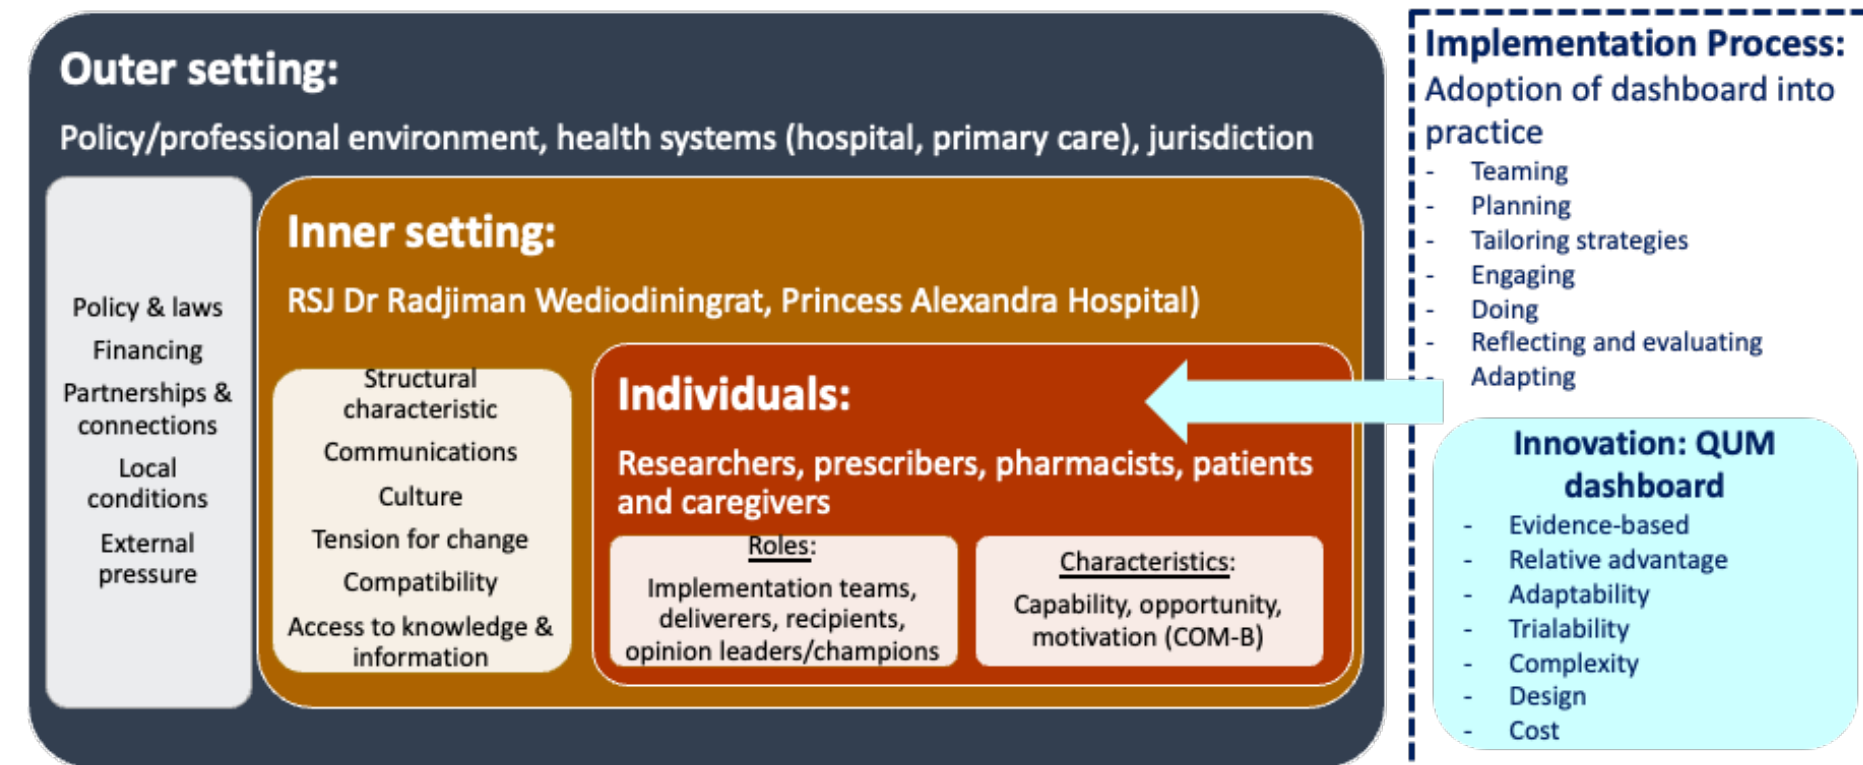 Outer setting:
Policy/professional environment, health systems (hospital, primary care), jurisdiction
Policy & laws
Financing
Partnerships &
connections
Local
conditions
External
pressure
Inner setting:
RSJ Dr Radjiman Wediodiningrat, Princess Alexandra Hospital)
Structural
characteristic
Communications
Culture
Tension for change
Compatibility
Access to knowledge &
information
Individuals:
Researchers, prescribers, pharmacists, patients
and caregivers
Roles:
Implementation teams,
deliverers, recipients,
opinion leaders/champions
Characteristics:
Capability, opportunity,
motivation (COM-B)
Implementation Process:
Adoption of dashboard into
practice
- Teaming
- Planning
- Tailoring strategies
- Engaging
- Doing
- Reflecting and evaluating
- Adapting
Innovation: QUM
dashboard
- Evidence-based
- Relative advantage
- Adaptability
- Trialability
- Complexity
- Design
- Cost